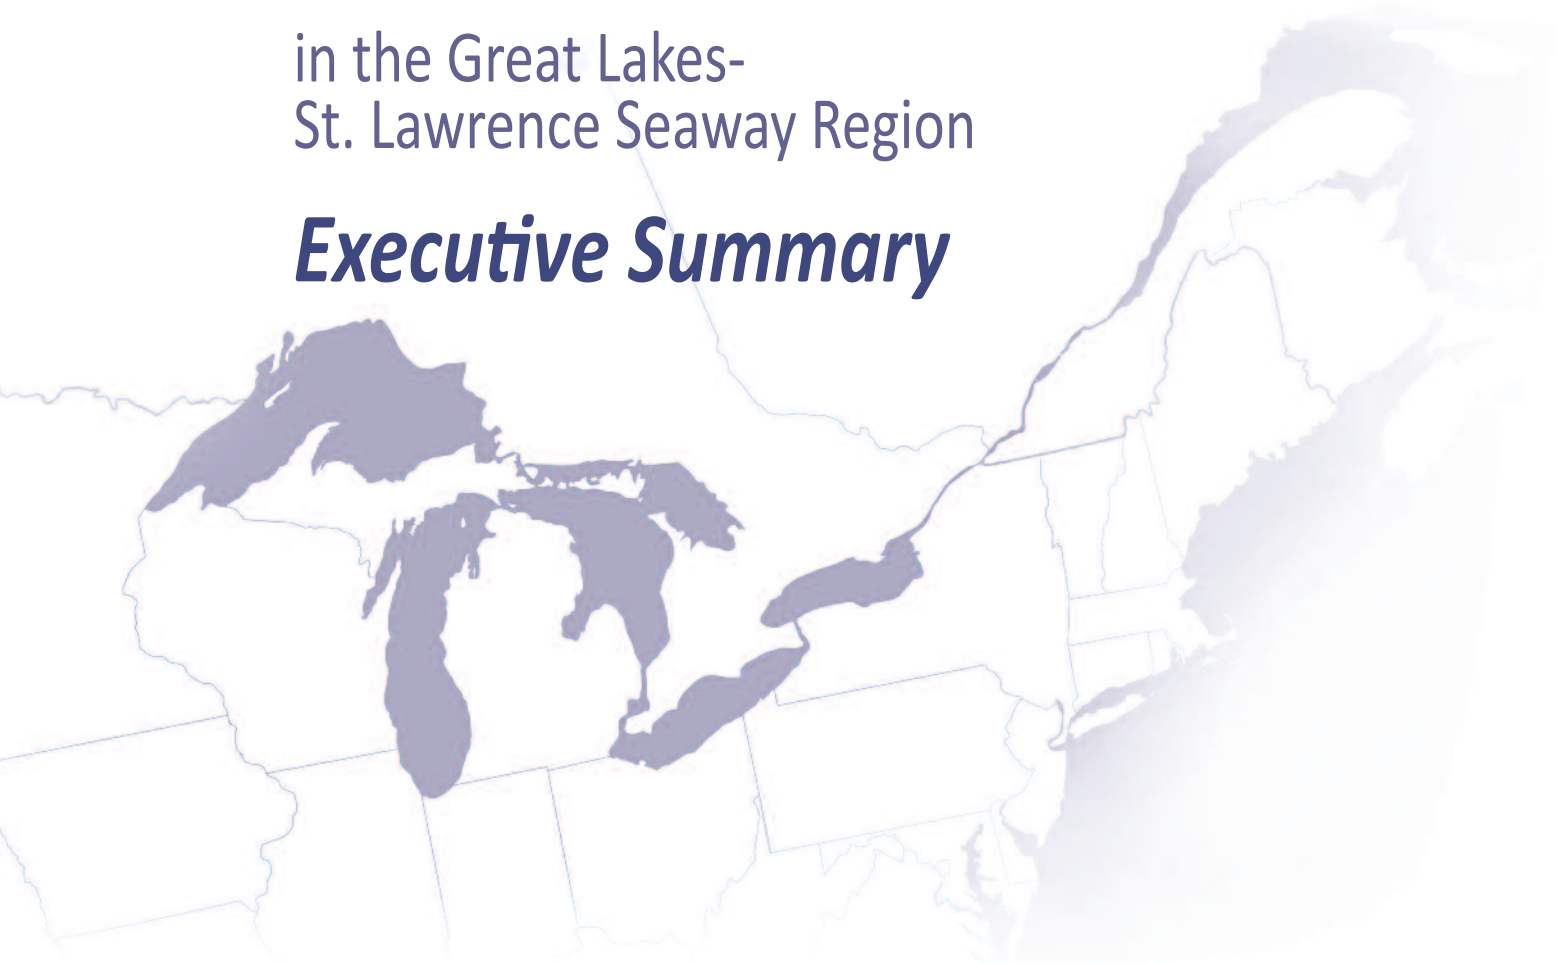 in the Great Lakes-
St. Lawrence Seaway Region
Executive Summary